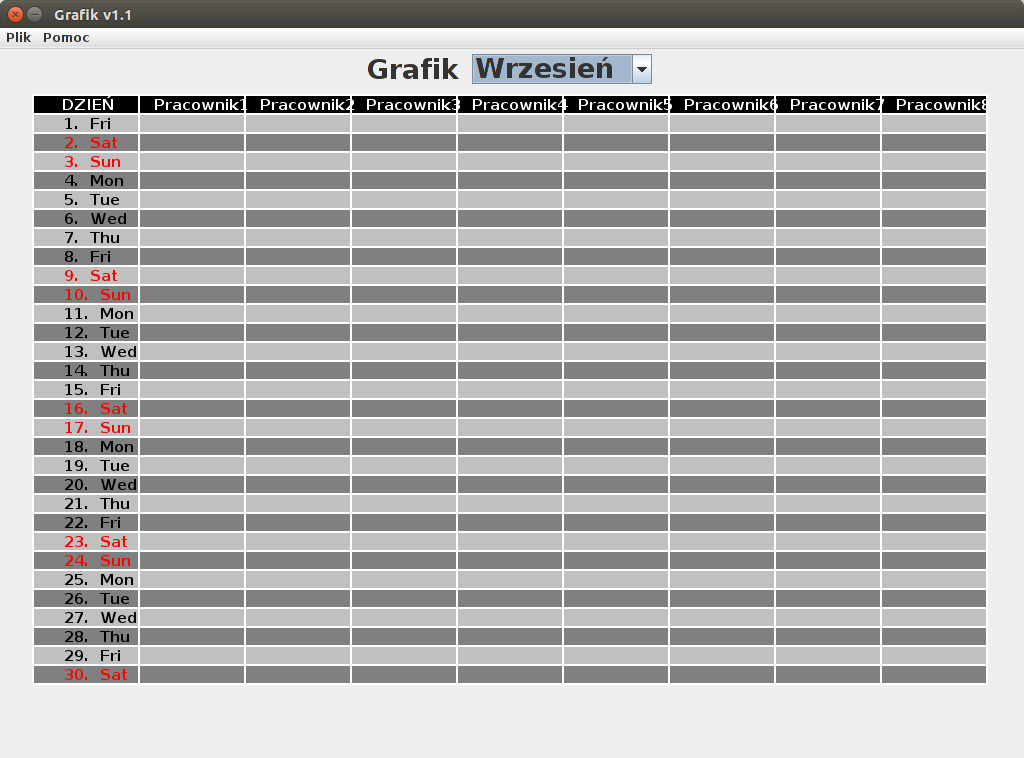 Grafik v1.1
Plik Pomoc
Grafik Wrzesień
DZIEŃ Pracownik1 Pracownik2 Pracownik3 Pracownik4 Pracownik5 Pracownik6 Pracownik7 Pracownik8
1. Fri
2. Sat
3. Sun
4. Mon
5. Tue
6. Wed
7. Thu
8. Fri
9. Sat
10. Sun
11. Mon
12. Tue
13. Wed
14. Thu
15. Fri
16. Sat
17. Sun
18. Mon
19. Tue
20. Wed
21. Thu
22. Fri
23. Sat
24. Sun
25. Mon
26. Tue
27. Wed
28. Thu
29. Fri
30. Sat